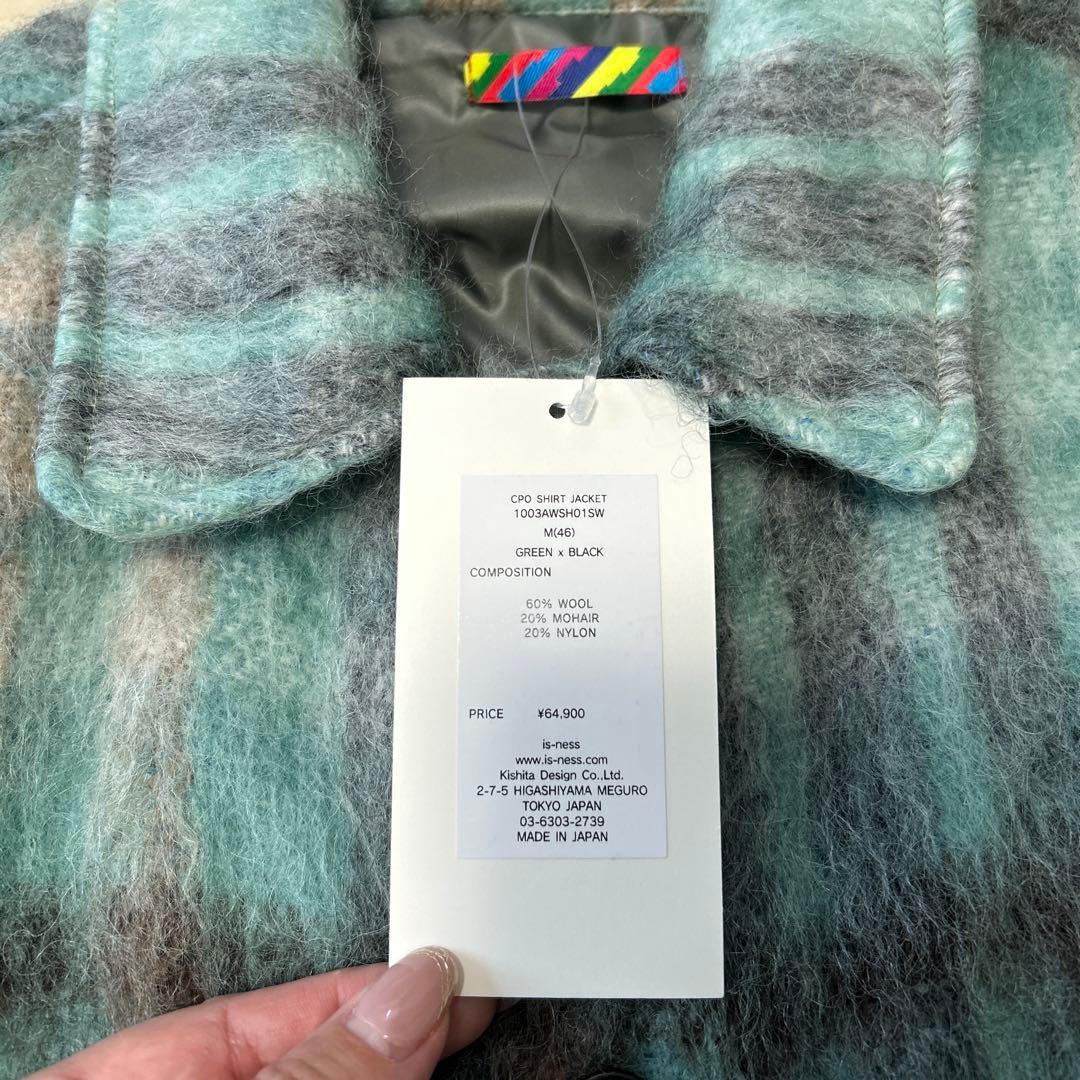 CPO SHIRT JACKET
1003AWSH01SW
M(46)
GREEN x BLACK
COMPOSITION
60% WOOL
20% MOHAIR
20% NYLON
PRICE ¥64,900
is-ness
www.is-ness.com
Kishita Design Co.,Ltd.
2-7-5 HIGASHIYAMA MEGURO
TOKYO JAPAN
03-6303-2739
MADE IN JAPAN